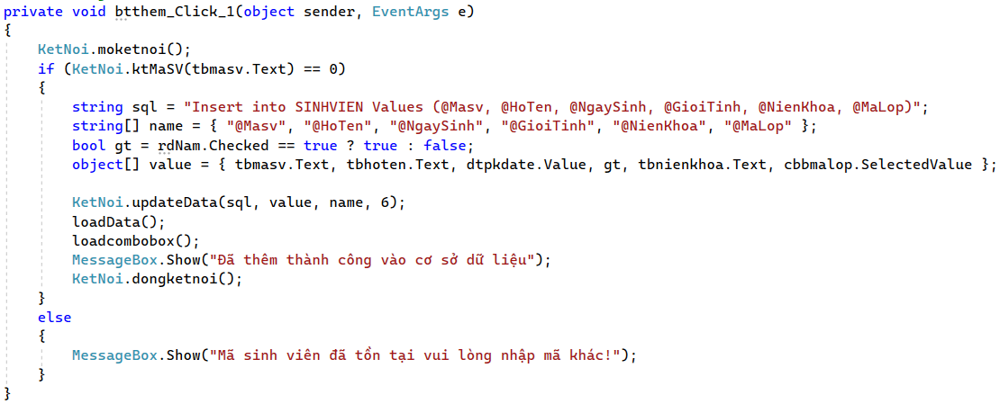 private void btthem_Click_1(object sender, EventArgs e)
{
    KetNoi.moketnoi();
    if (KetNoi.ktMaSV(tbmasv.Text) == 0)
    {
        string sql = "Insert into SINHVIEN Values (@Masv, @HoTen, @NgaySinh, @GioiTinh, @NienKhoa, @MaLop)";
        string[] name = { "@Masv", "@HoTen", "@NgaySinh", "@GioiTinh", "@NienKhoa", "@MaLop" };
        bool gt = rdNam.Checked == true ? true : false;
        object[] value = { tbmasv.Text, tbhoten.Text, dtpkdate.Value, gt, tbnienkhoa.Text, cbbmalop.SelectedValue };

        KetNoi.updateData(sql, value, name, 6);
        loadData();
        loadcombobox();
        MessageBox.Show("Đã thêm thành công vào cơ sở dữ liệu");
        KetNoi.dongketnoi();
    }
    else
    {
        MessageBox.Show("Mã sinh viên đã tồn tại vui lòng nhập mã khác!");
    }
}